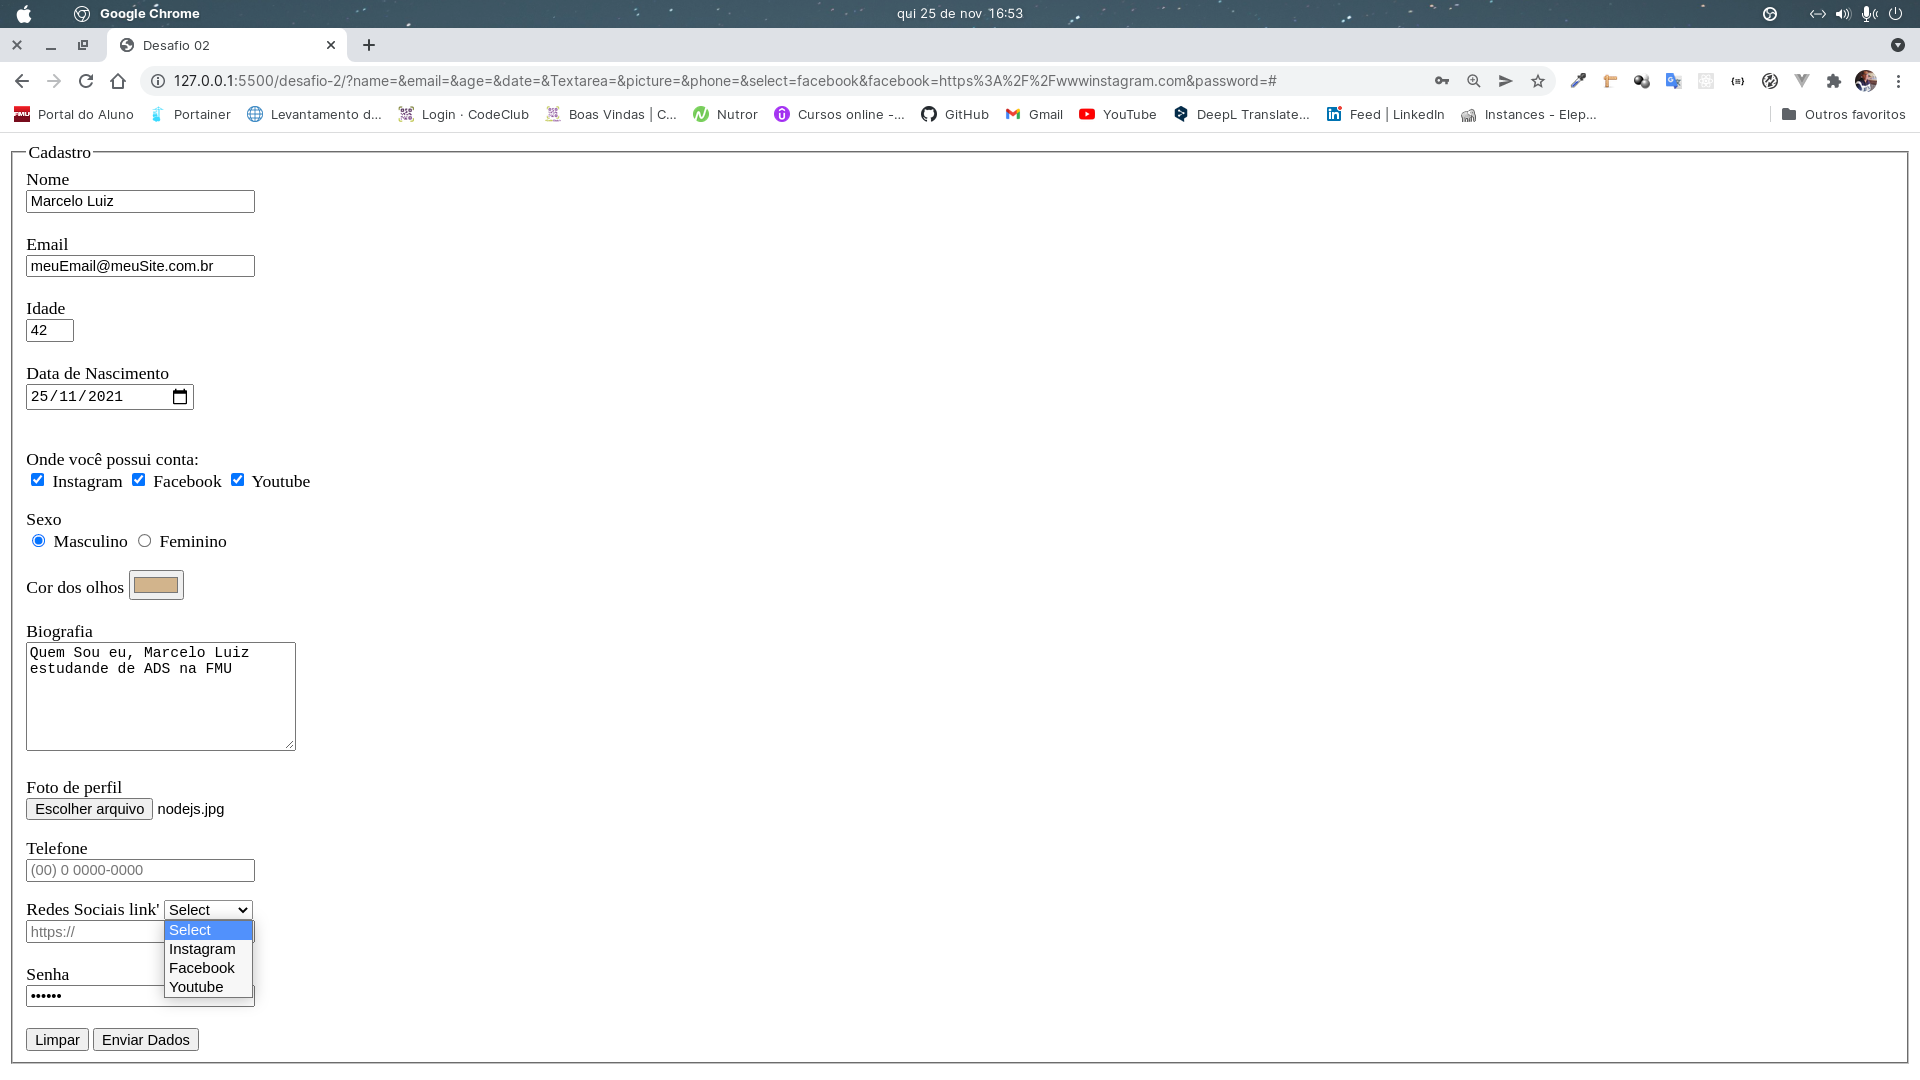 Google Chrome
qui 25 de nov 16:53
Desafio 02
127.0.0.1:5500/desafio-2/?name=&email=&age=&date=&Textarea=&picture=&phone=&select=facebook&facebook=https%3A%2F%2Fwwwinstagram.com&password=#
FMU Portal do Aluno Portainer Levantamento d... Login · CodeClub Boas Vindas | C... Nutror Cursos online -... GitHub Gmail YouTube DeepL Translate... Feed | LinkedIn Instances - Elep... Outros favoritos
Cadastro
Nome
Marcelo Luiz
Email
meuEmail@meuSite.com.br
Idade
42
Data de Nascimento
25/11/2021
Onde você possui conta:
Instagram Facebook Youtube
Sexo
Masculino Feminino
Cor dos olhos
Biografia
Quem Sou eu, Marcelo Luiz
estudande de ADS na FMU
Foto de perfil
Escolher arquivo nodejs.jpg
Telefone
(00) 0 0000-0000
Redes Sociais link' Select
https://
Select
Instagram
Facebook
Youtube
Senha
••••••
Limpar Enviar Dados